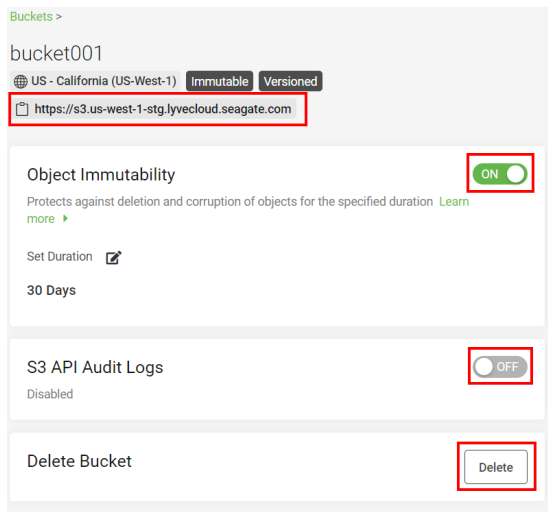 Buckets >
bucket001
US - California (US-West-1) Immutable Versioned
https://s3.us-west-1-stg.lyvecloud.seagate.com
Object Immutability
ON
Protects against deletion and corruption of objects for the specified duration Learn
more
Set Duration
30 Days
S3 API Audit Logs
OFF
Disabled
Delete Bucket
Delete